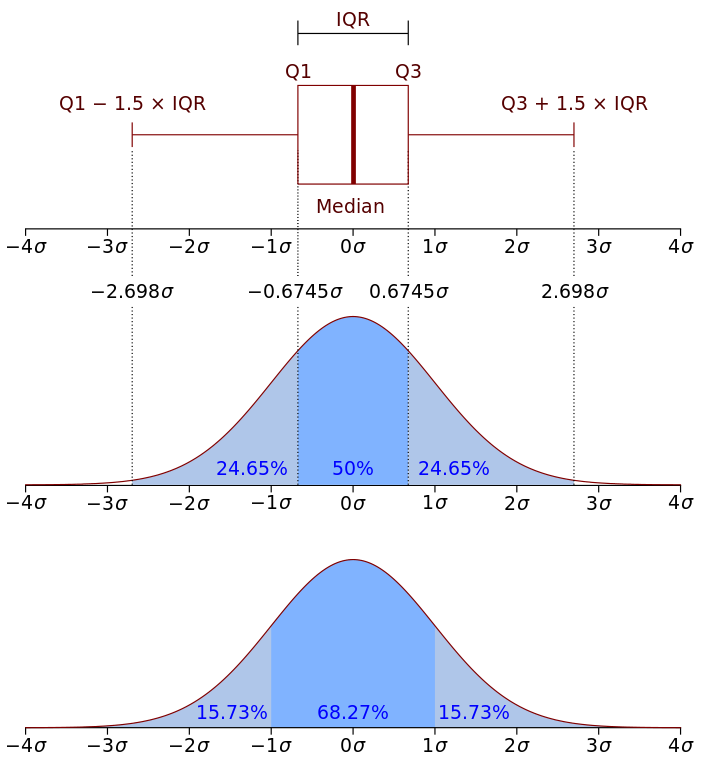 IQR
Q1 Q3
Q1 − 1.5 × IQR Q3 + 1.5 × IQR
Median
−4σ −3σ −2σ −1σ 0σ 1σ 2σ 3σ 4σ
−2.698σ −0.6745σ 0.6745σ 2.698σ
24.65% 50% 24.65%
−4σ −3σ −2σ −1σ 0σ 1σ 2σ 3σ 4σ
15.73% 68.27% 15.73%
−4σ −3σ −2σ −1σ 0σ 1σ 2σ 3σ 4σ